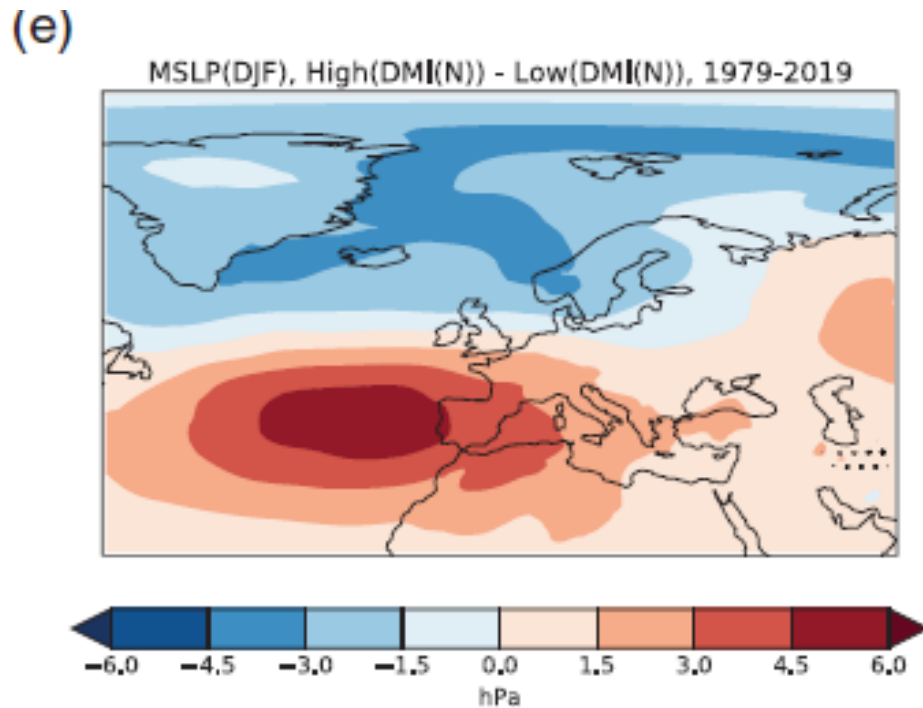 (e)
MSLP(DJF), High(DMI(N)) - Low(DMI(N)), 1979-2019
−6.0 −4.5 −3.0 −1.5 0.0 1.5 3.0 4.5 6.0
hPa